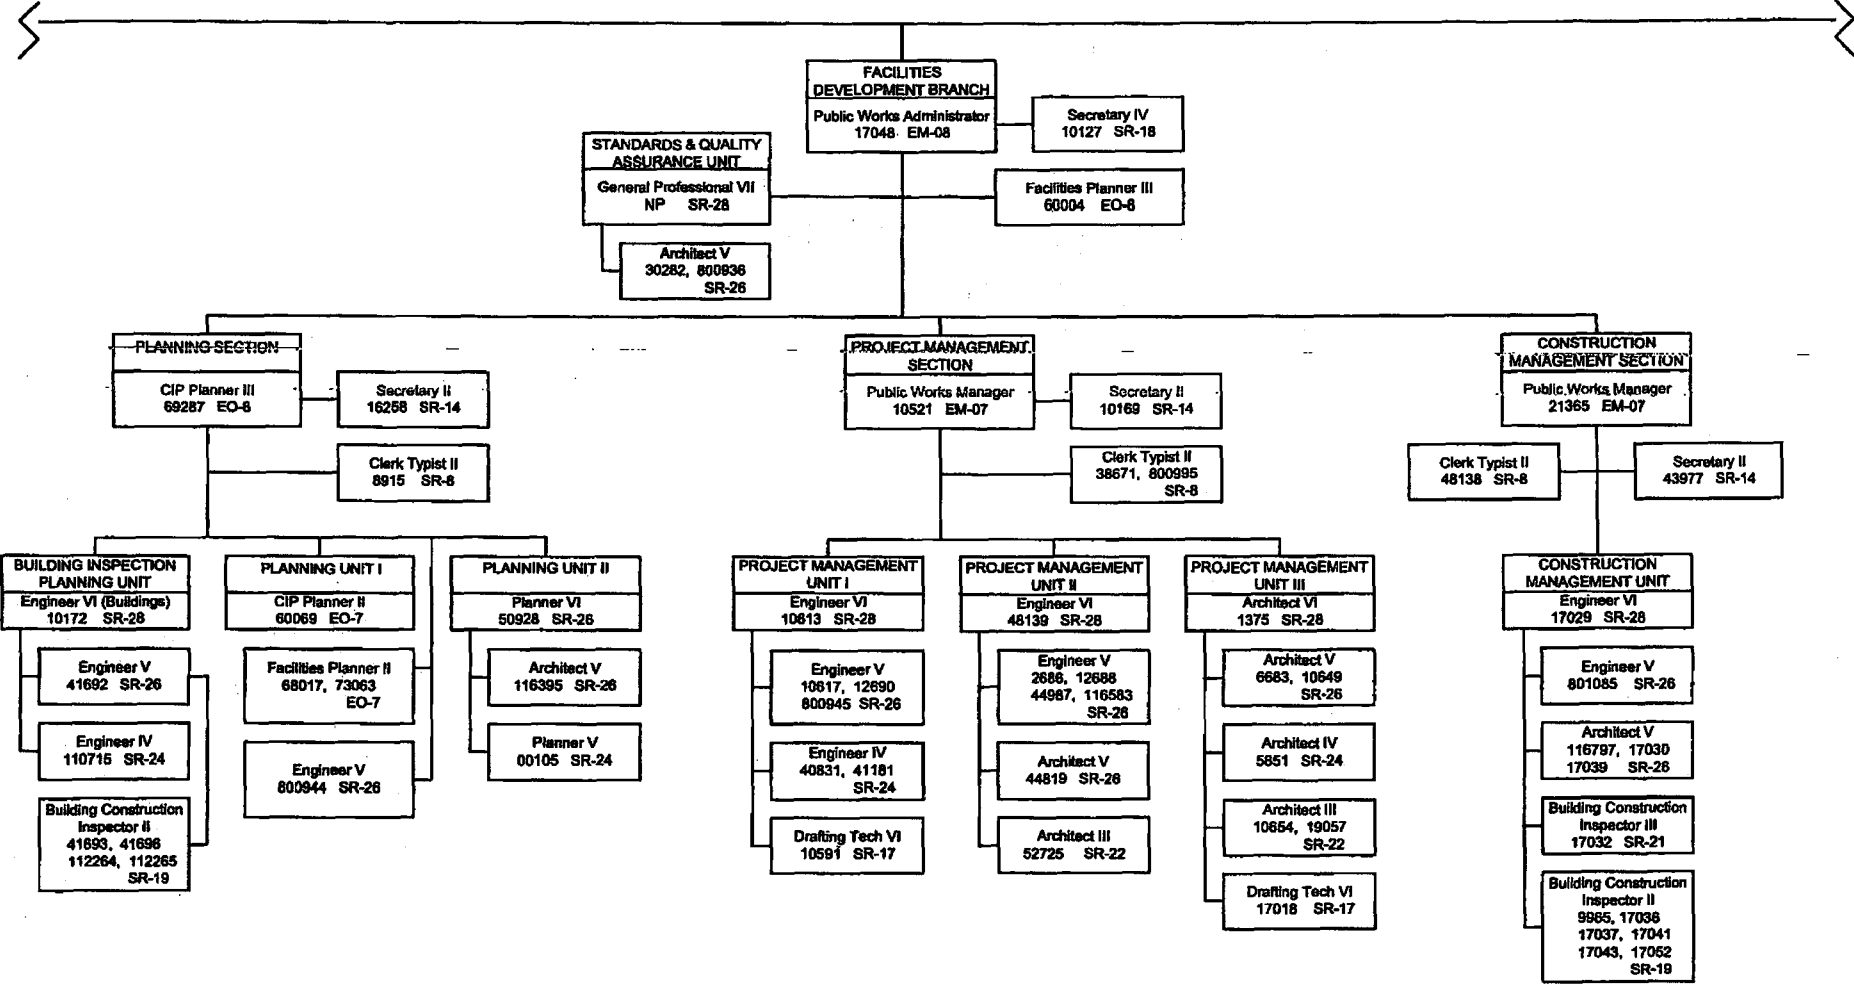 FACILITIES
DEVELOPMENT BRANCH
Public Works Administrator
17048 EM-08
Secretary IV
10127 SR-18
STANDARDS & QUALITY
ASSURANCE UNIT
General Professional VII
NP SR-28
Facilities Planner III
60004 EO-8
Architect V
30282, 800936
SR-26
PLANNING SECTION
CIP Planner III
69287 EO-8
Secretary II
16258 SR-14
Clerk Typist II
8915 SR-8
PROJECT MANAGEMENT
SECTION
Public Works Manager
10521 EM-07
Secretary II
10169 SR-14
Clerk Typist II
38671, 800995
SR-8
CONSTRUCTION
MANAGEMENT SECTION
Public Works Manager
21365 EM-07
Clerk Typist II
48138 SR-8
Secretary II
43977 SR-14
BUILDING INSPECTION
PLANNING UNIT
Engineer VI (Buildings)
10172 SR-28
Engineer V
41692 SR-26
Engineer IV
110715 SR-24
Building Construction
Inspector II
41693, 41696
112264, 112265
SR-19
PLANNING UNIT I
CIP Planner II
60069 EO-7
Facilities Planner II
68017, 73063
EO-7
Engineer V
800944 SR-26
PLANNING UNIT II
Planner VI
50928 SR-26
Architect V
116395 SR-26
Planner V
00105 SR-24
PROJECT MANAGEMENT
UNIT I
Engineer VI
10613 SR-28
Engineer V
10617, 12690
800945 SR-26
Engineer IV
40831, 41181
SR-24
Drafting Tech VI
10591 SR-17
PROJECT MANAGEMENT
UNIT II
Engineer VI
48139 SR-28
Engineer V
2686, 12688
44987, 116583
SR-26
Architect V
44819 SR-26
Architect III
52725 SR-22
PROJECT MANAGEMENT
UNIT III
Architect VI
1375 SR-28
Architect V
6683, 10649
SR-26
Architect IV
5851 SR-24
Architect III
10654, 19057
SR-22
Drafting Tech VI
17018 SR-17
CONSTRUCTION
MANAGEMENT UNIT
Engineer VI
17029 SR-28
Engineer V
801085 SR-26
Architect V
116797, 17030
17039 SR-26
Building Construction
Inspector III
17032 SR-21
Building Construction
Inspector II
9965, 17036
17037, 17041
17043, 17052
SR-19